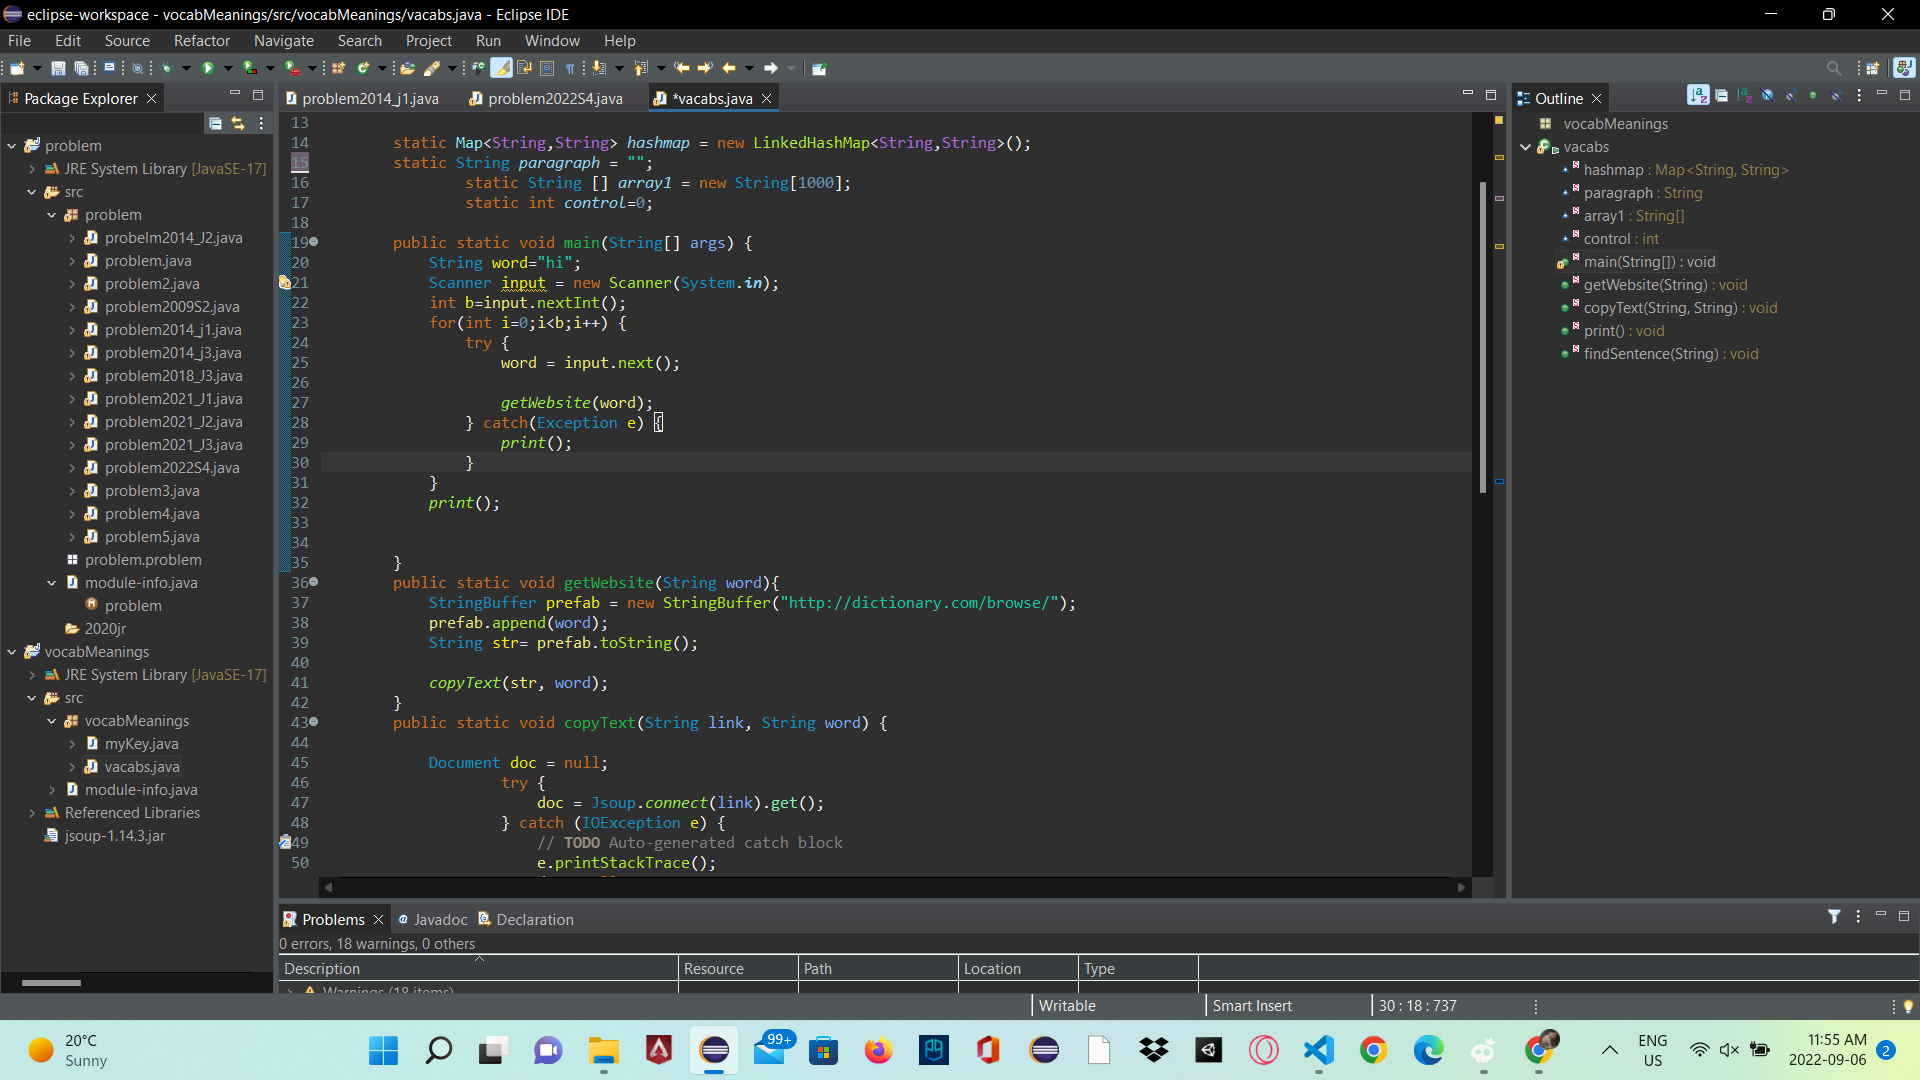 eclipse-workspace - vocabMeanings/src/vocabMeanings/vacabs.java - Eclipse IDE
File Edit Source Refactor Navigate Search Project Run Window Help
Package Explorer
problem
JRE System Library [JavaSE-17]
src
problem
probelm2014_J2.java
problem.java
problem2.java
problem2009S2.java
problem2014_j1.java
problem2014_j3.java
problem2018_J3.java
problem2021_J1.java
problem2021_J2.java
problem2021_J3.java
problem2022S4.java
problem3.java
problem4.java
problem5.java
problem.problem
module-info.java
problem
2020jr
vocabMeanings
JRE System Library [JavaSE-17]
src
vocabMeanings
myKey.java
vacabs.java
module-info.java
Referenced Libraries
jsoup-1.14.3.jar
problem2014_j1.java problem2022S4.java *vacabs.java
13
14 static Map<String,String> hashmap = new LinkedHashMap<String,String>();
15 static String paragraph = "";
16 static String [] array1 = new String[1000];
17 static int control=0;
18
19 public static void main(String[] args) {
20 String word="hi";
21 Scanner input = new Scanner(System.in);
22 int b=input.nextInt();
23 for(int i=0;i<b;i++) {
24 try {
25 word = input.next();
26
27 getWebsite(word);
28 } catch(Exception e) {
29 print();
30 }
31 }
32 print();
33
34
35 }
36 public static void getWebsite(String word){
37 StringBuffer prefab = new StringBuffer("http://dictionary.com/browse/");
38 prefab.append(word);
39 String str= prefab.toString();
40
41 copyText(str, word);
42 }
43 public static void copyText(String link, String word) {
44
45 Document doc = null;
46 try {
47 doc = Jsoup.connect(link).get();
48 } catch (IOException e) {
49 // TODO Auto-generated catch block
50 e.printStackTrace();
Outline
vocabMeanings
vacabs
hashmap : Map<String, String>
paragraph : String
array1 : String[]
control : int
main(String[]) : void
getWebsite(String) : void
copyText(String, String) : void
print() : void
findSentence(String) : void
Problems Javadoc Declaration
0 errors, 18 warnings, 0 others
Description Resource Path Location Type
Warnings (18 items)
Writable Smart Insert 30 : 18 : 737
20°C
Sunny
99+
ENG
US
11:55 AM
2022-09-06
2